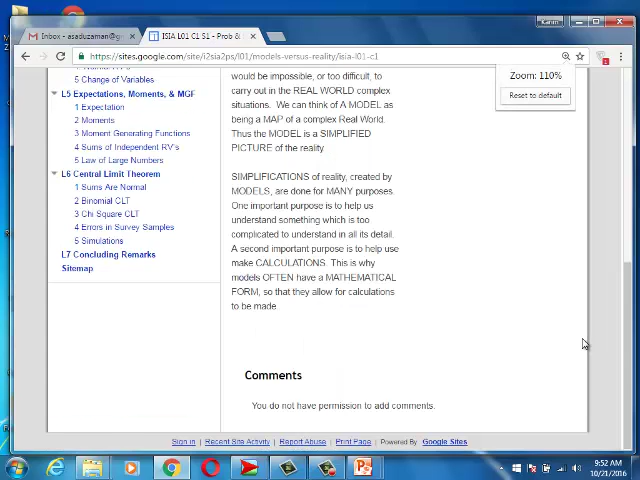 Karim
Inbox - asaduzaman@gm
ISIA L01 C1 S1 - Prob &
https://sites.google.com/site/i2sia2ps/l01/models-versus-reality/isia-l01-c1
Zoom: 110%
Reset to default
5 Change of Variables
L5 Expectations, Moments, & MGF
1 Expectation
2 Moments
3 Moment Generating Functions
4 Sums of Independent RV's
5 Law of Large Numbers
L6 Central Limit Theorem
1 Sums Are Normal
2 Binomial CLT
3 Chi Square CLT
4 Errors in Survey Samples
5 Simulations
L7 Concluding Remarks
Sitemap
would be impossible, or too difficult, to
carry out in the REAL WORLD complex
situations. We can think of A MODEL as
being a MAP of a complex Real World.
Thus the MODEL is a SIMPLIFIED
PICTURE of the reality.
SIMPLIFICATIONS of reality, created by
MODELS, are done for MANY purposes.
One important purpose is to help us
understand something which is too
complicated to understand in all its detail.
A second important purpose is to help use
make CALCULATIONS. This is why
models OFTEN have a MATHEMATICAL
FORM, so that they allow for calculations
to be made.
Comments
You do not have permission to add comments.
Sign in | Recent Site Activity | Report Abuse | Print Page | Powered By Google Sites
9:52 AM
10/21/2016